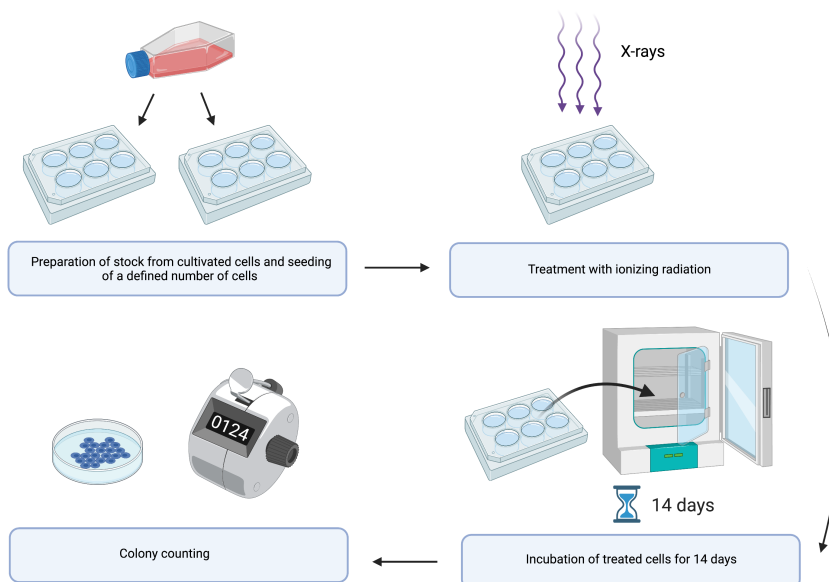 X-rays
Preparation of stock from cultivated cells and seeding
of a defined number of cells
Treatment with ionizing radiation
0124
14 days
Colony counting
Incubation of treated cells for 14 days